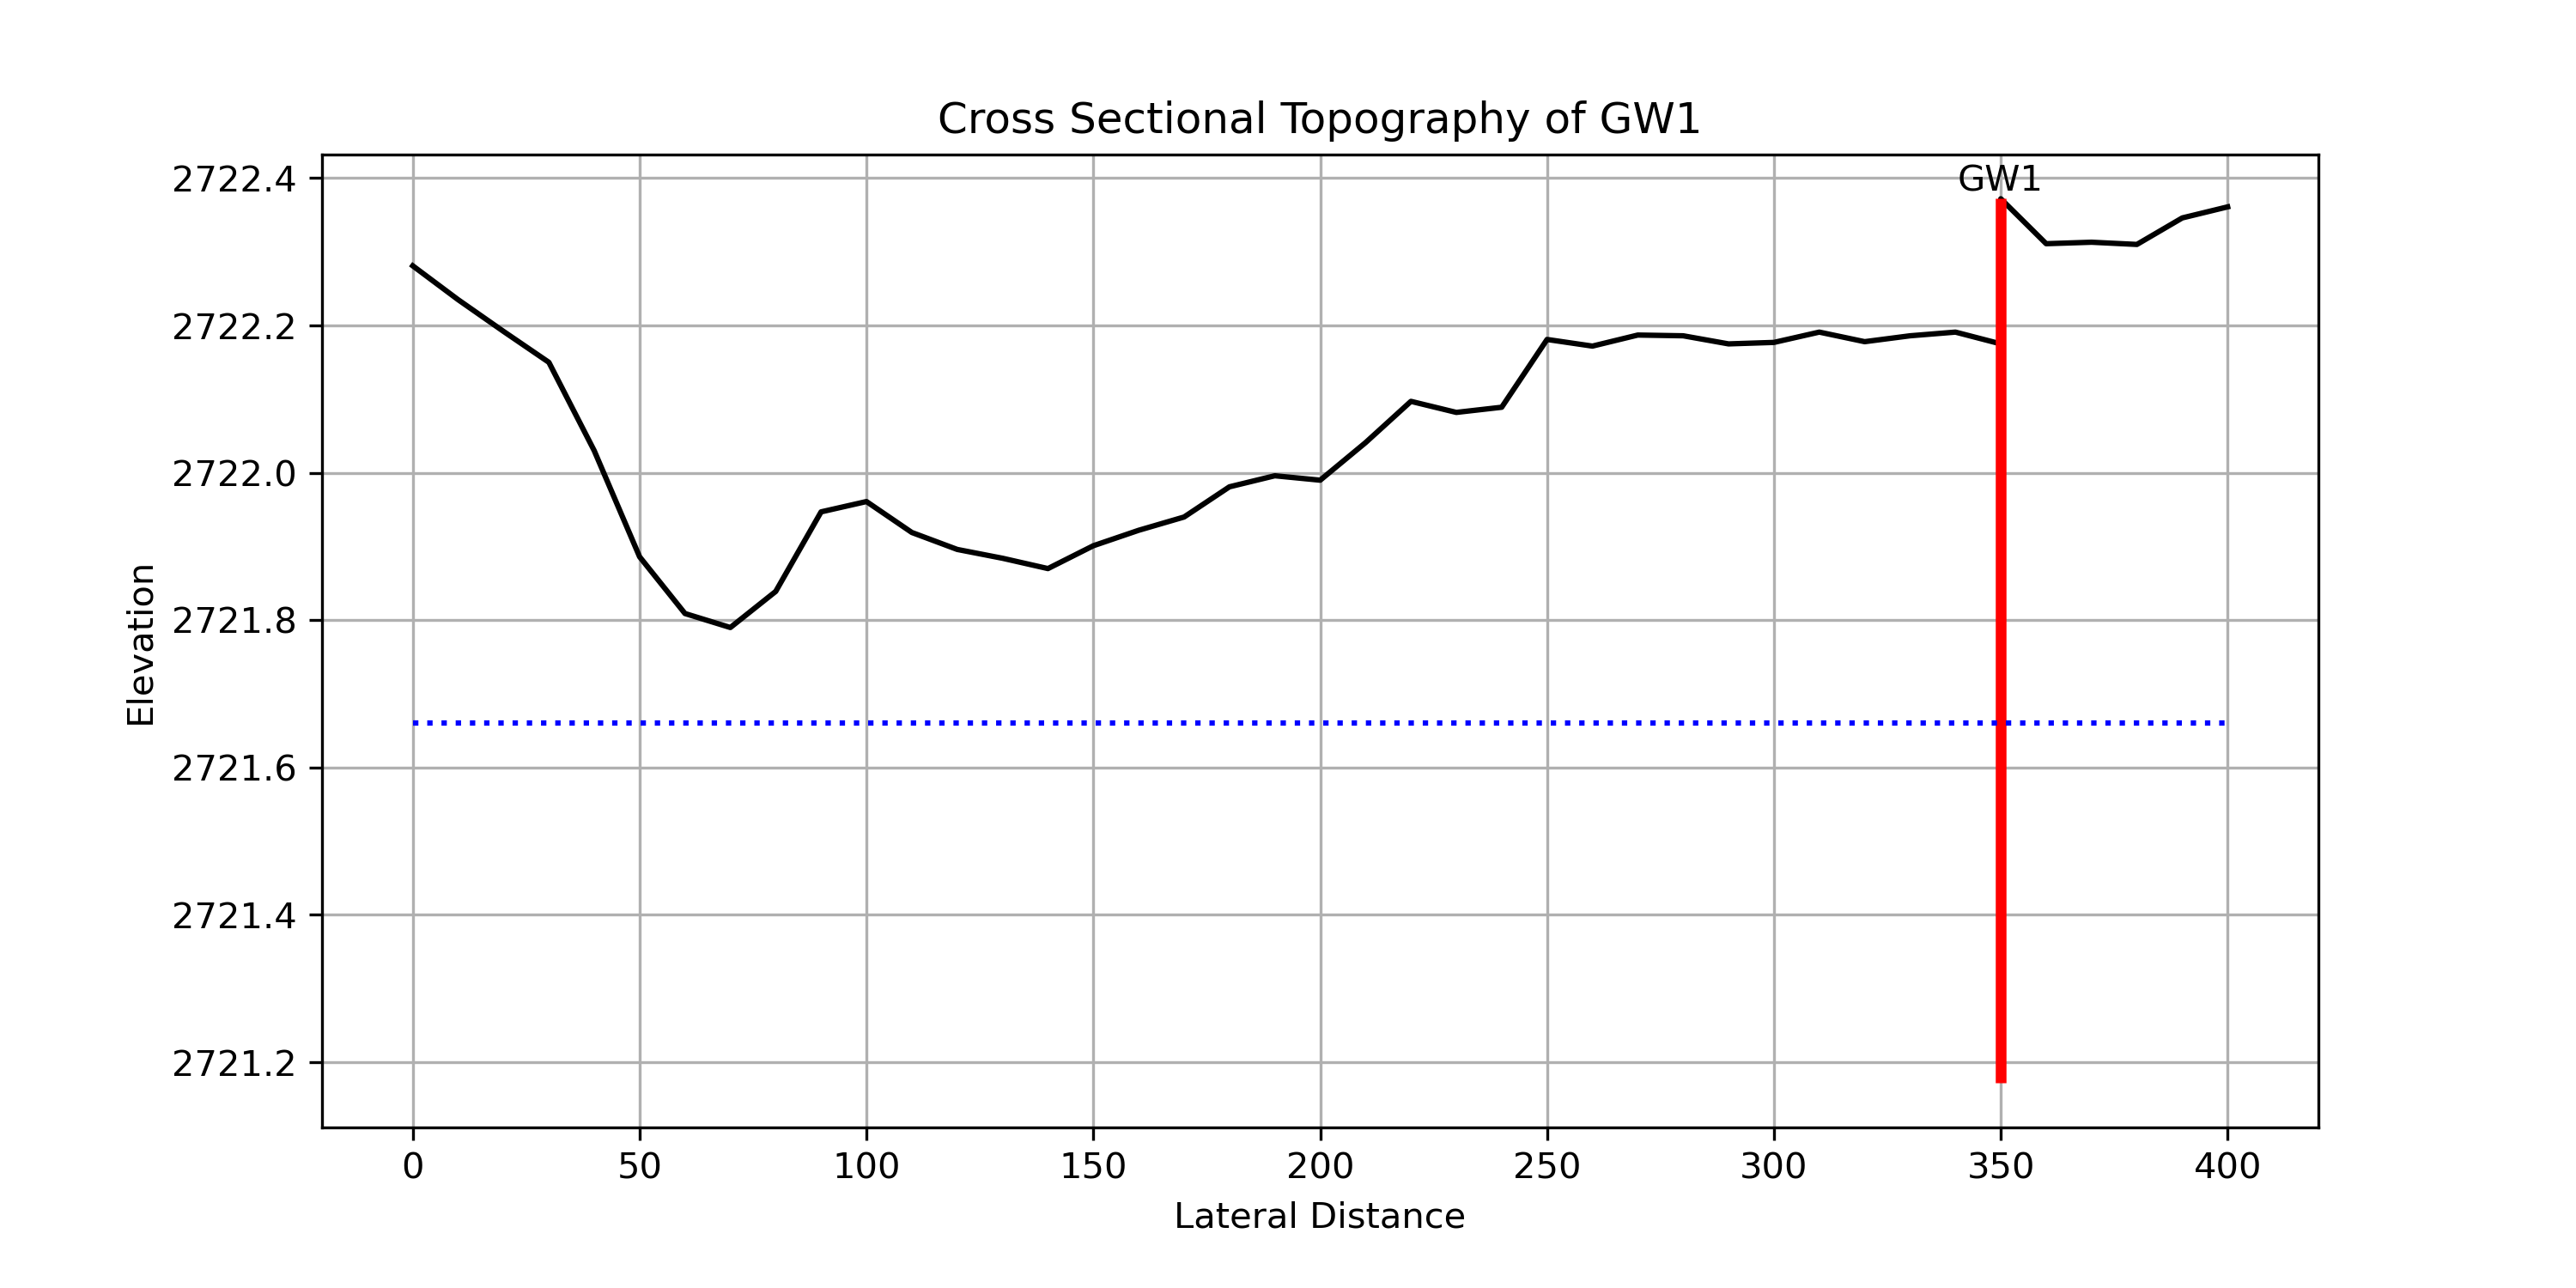 Cross Sectional Topography of GW1
GW1
2722.4
2722.2
2722.0
2721.8
2721.6
2721.4
2721.2
Elevation
0 50 100 150 200 250 300 350 400
Lateral Distance